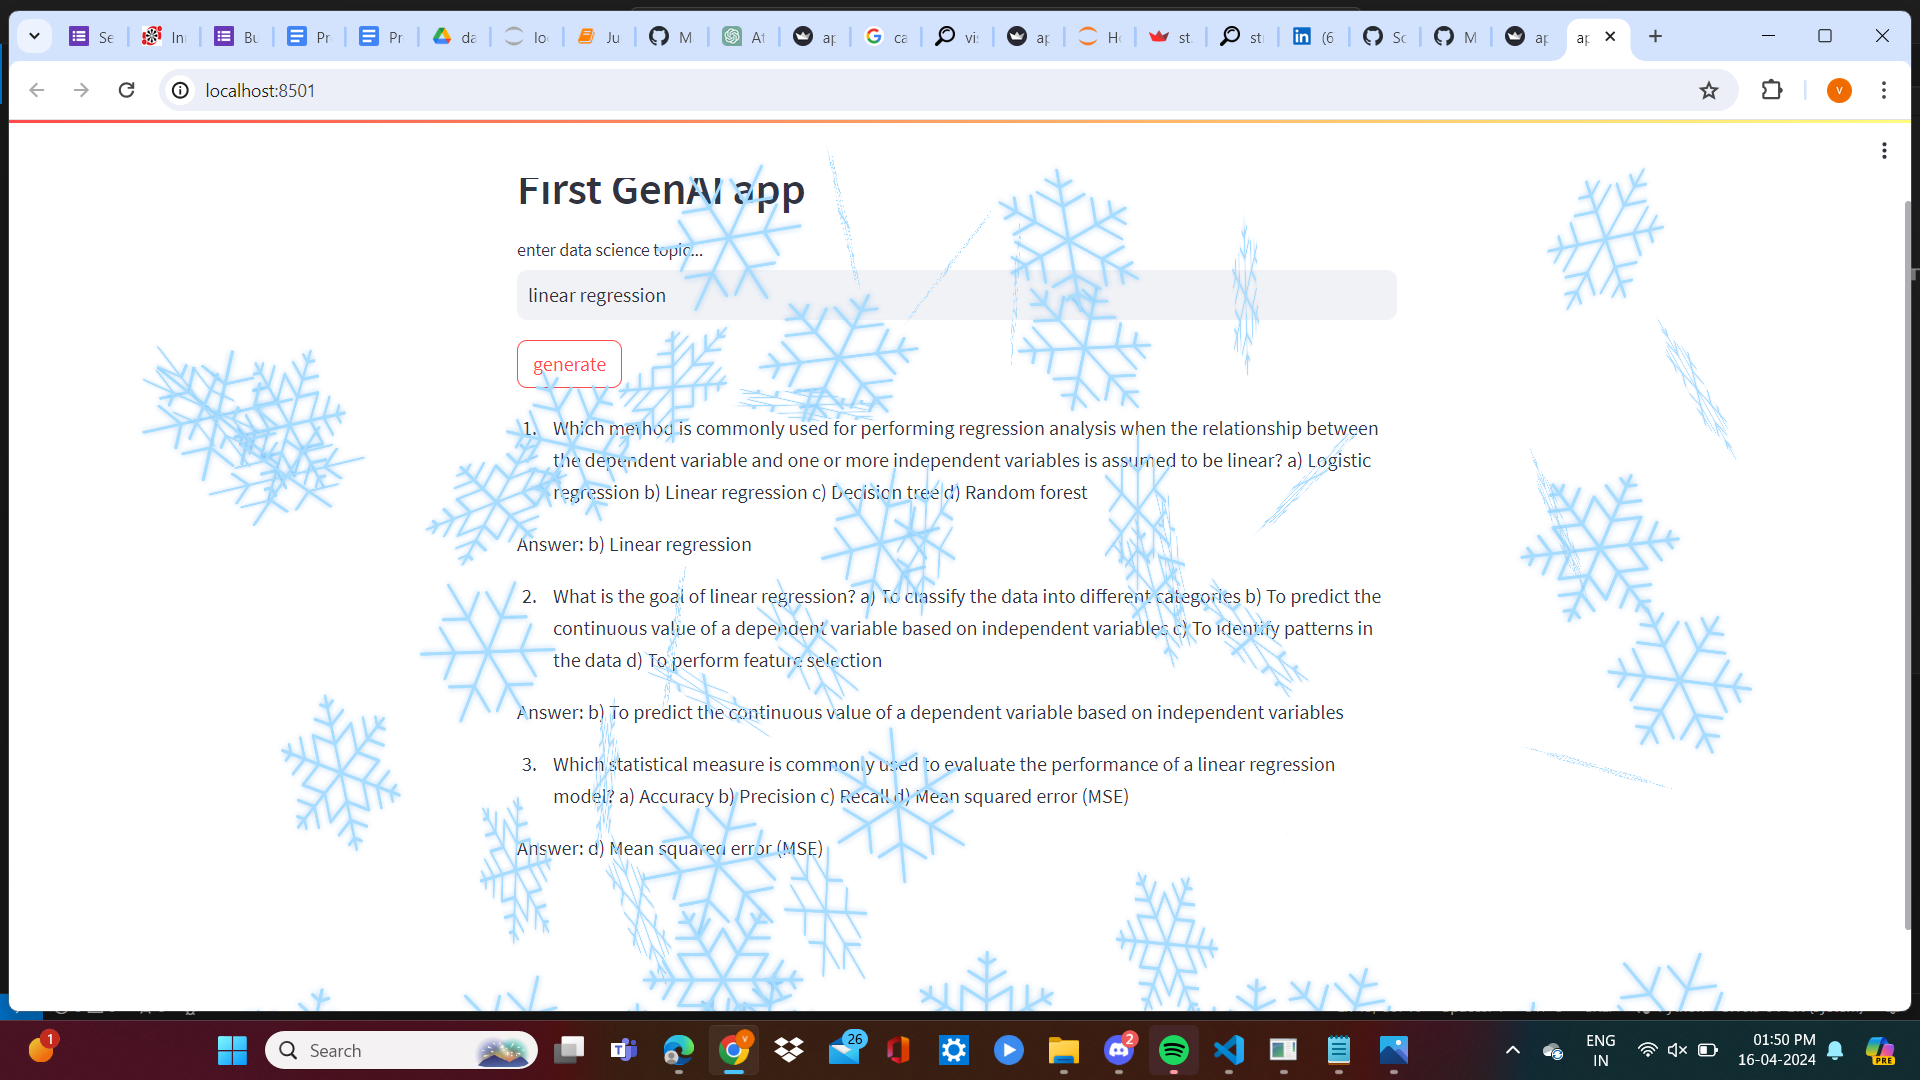 Se
In
Bu
Pr
Pr
da
lo
Ju
M
At
ap
ca
vi
ap
H
st.
st
(6
Sc
M
ap
ap
localhost:8501
V
First GenAI app
enter data science topic...
linear regression
generate
1. Which method is commonly used for performing regression analysis when the relationship between
the dependent variable and one or more independent variables is assumed to be linear? a) Logistic
regression b) Linear regression c) Decision tree d) Random forest
Answer: b) Linear regression
2. What is the goal of linear regression? a) To classify the data into different categories b) To predict the
continuous value of a dependent variable based on independent variables c) To identify patterns in
the data d) To perform feature selection
Answer: b) To predict the continuous value of a dependent variable based on independent variables
3. Which statistical measure is commonly used to evaluate the performance of a linear regression
model? a) Accuracy b) Precision c) Recall d) Mean squared error (MSE)
Answer: d) Mean squared error (MSE)
1
Search
V
26
2
ENG
IN
01:50 PM
16-04-2024
PRE